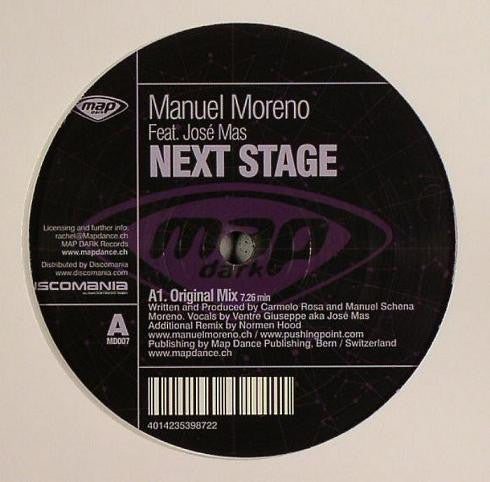 map
dark
Manuel Moreno
Feat. José Mas
NEXT STAGE
Licensing and further info:
rachel@Mapdance.ch
MAP DARK Records
www.mapdance.ch
Distributed by Discomania
www.discomania.com
ISCOMANIA
map
dark
A1. Original Mix 7.26 min
Written and Produced by Carmelo Rosa and Manuel Schena
Moreno. Vocals by Ventre Giuseppe aka José Mas
Additional Remix by Normen Hood
www.manuelmoreno.ch / www.pushingpoint.com
Publishing by Map Dance Publishing, Bern / Switzerland
www.mapdance.ch
A
MD007
4014235398722